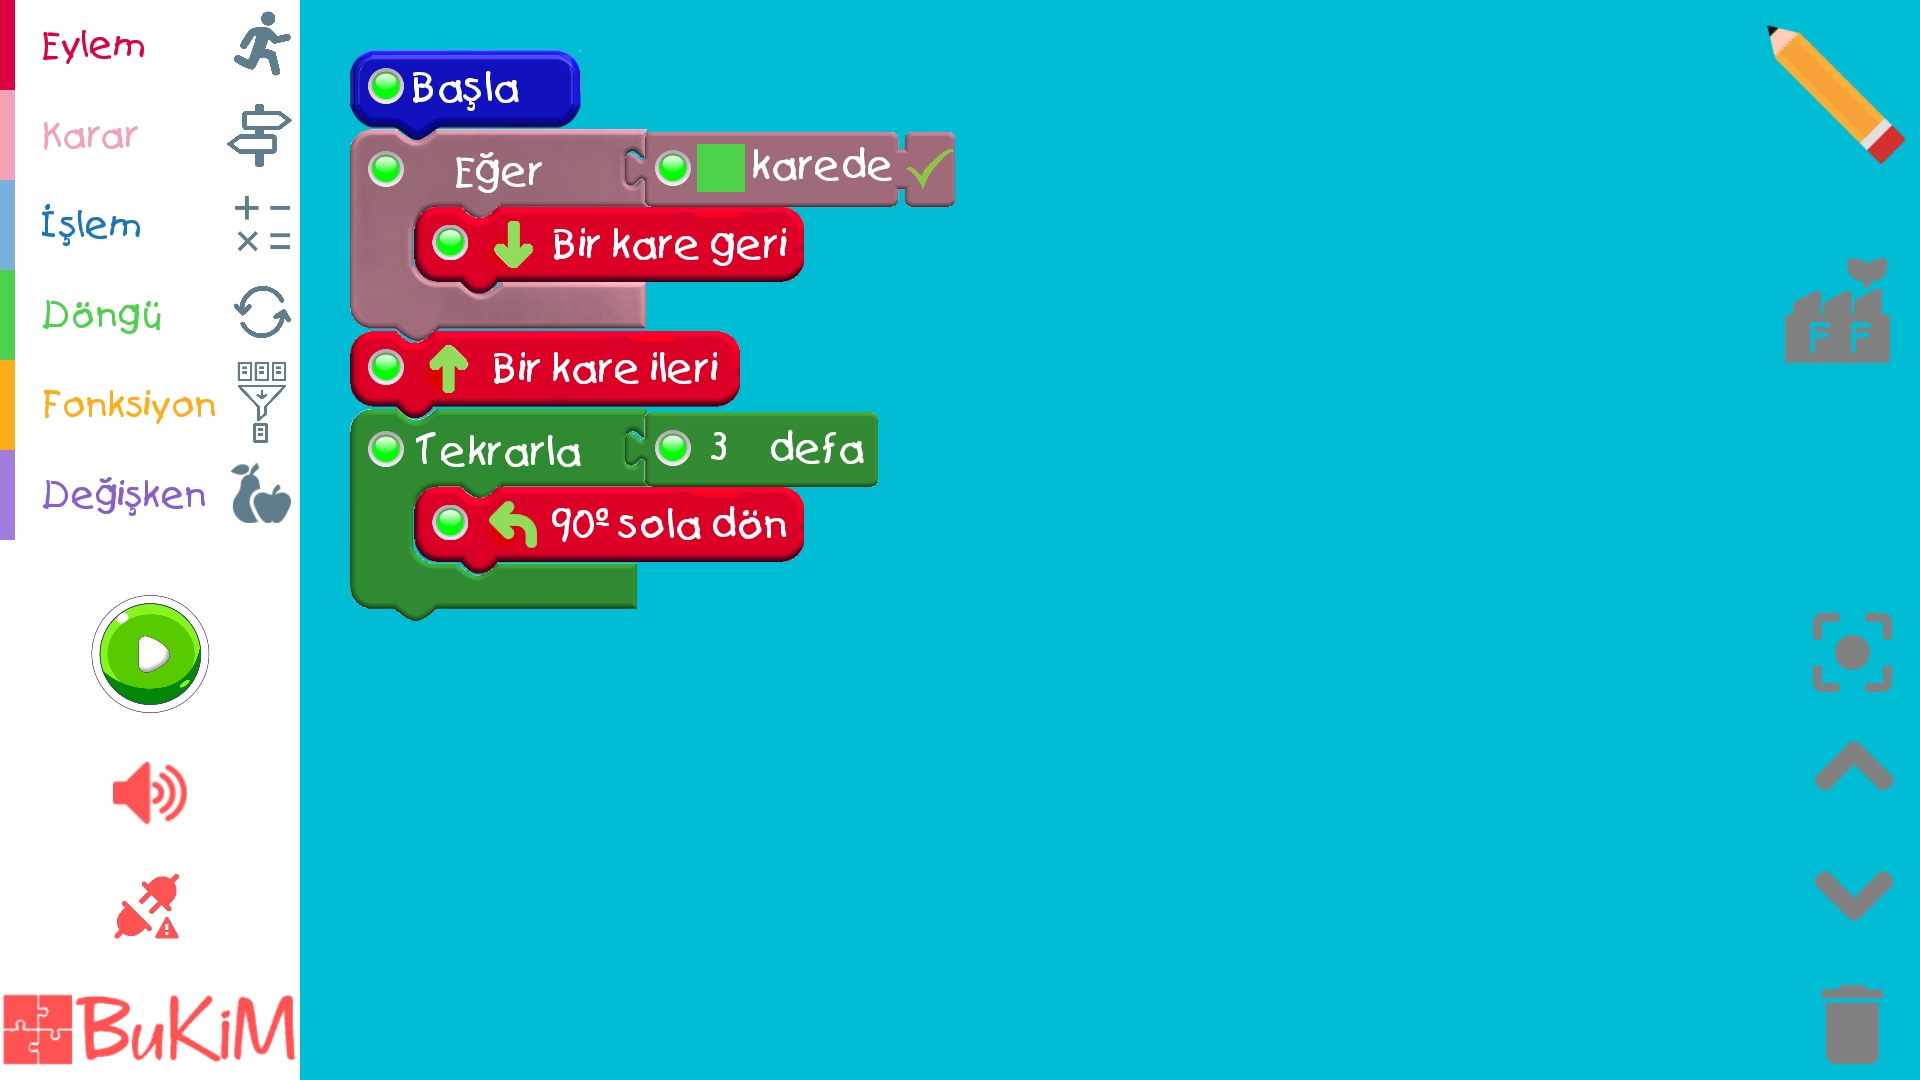 Eylem
Karar
İşlem
Döngü
Fonksiyon
Değişken
BuKiM
Başla
Eğer karede
Bir kare geri
Bir kare ileri
Tekrarla 3 defa
90º sola dön
F F